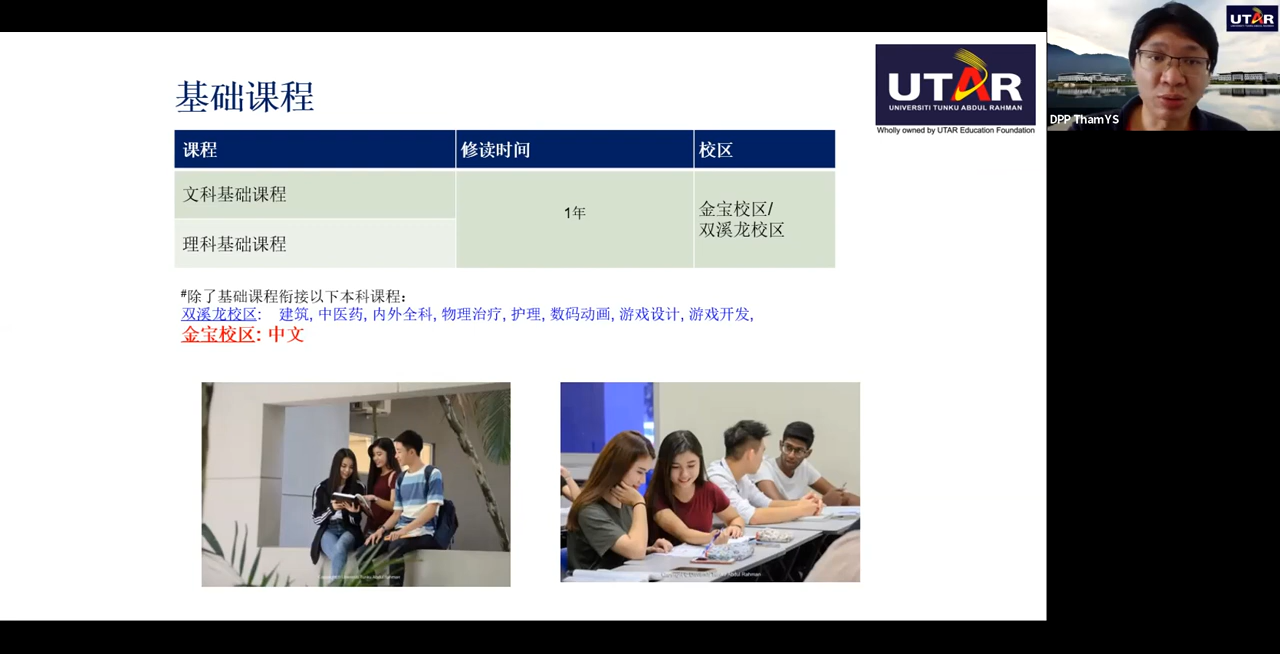 基础课程
UTAR
UNIVERSITI TUNKU ABDUL RAHMAN
Wholly owned by UTAR Education Foundation
课程 修读时间 校区
文科基础课程
1年
金宝校区/
双溪龙校区
理科基础课程
#除了基础课程衔接以下本科课程：
双溪龙校区: 建筑, 中医药, 内外全科, 物理治疗, 护理, 数码动画, 游戏设计, 游戏开发,
金宝校区: 中文
UTAR
DPP ThamYS